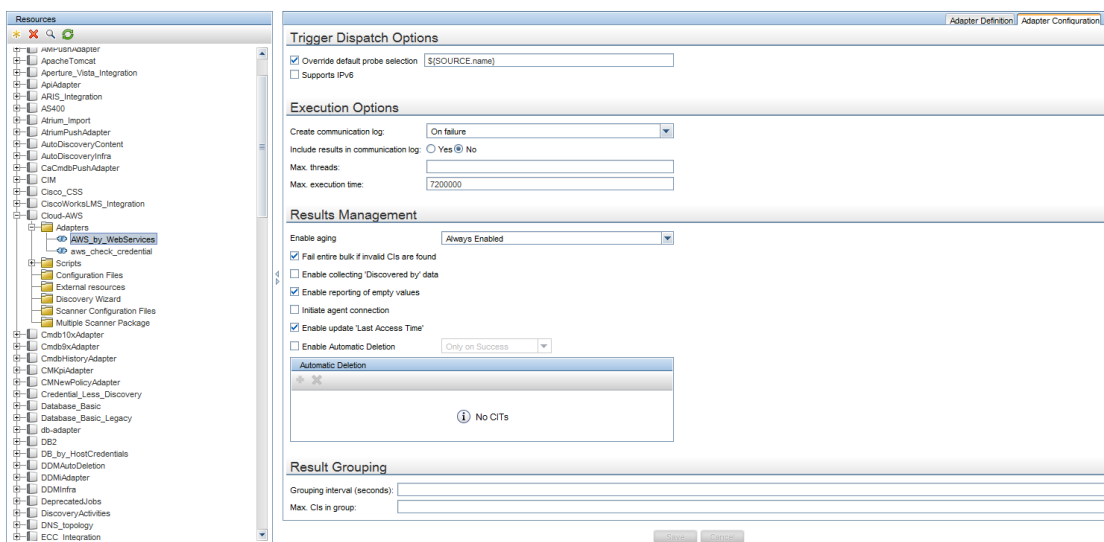 Resources
AMPushAdapter
ApacheTomcat
Aperture_Vista_Integration
ApiAdapter
ARIS_Integration
AS400
Atrium_Import
AtriumPushAdapter
AutoDiscoveryContent
AutoDiscoveryInfra
CaCmdbPushAdapter
CIM
Cisco_CSS
CiscoWorksLMS_Integration
Cloud-AWS
Adapters
AWS_by_WebServices
aws_check_credential
Scripts
Configuration Files
External resources
Discovery Wizard
Scanner Configuration Files
Multiple Scanner Package
Cmdb10xAdapter
Cmdb9xAdapter
CmdbHistoryAdapter
CMKpiAdapter
CMNewPolicyAdapter
Credential_Less_Discovery
Database_Basic
Database_Basic_Legacy
db-adapter
DB2
DB_by_HostCredentials
DDMAutoDeletion
DDMiAdapter
DDMInfra
DeprecatedJobs
DiscoveryActivities
DNS_topology
ECC_Integration
Adapter Definition Adapter Configuration
Trigger Dispatch Options
Override default probe selection ${SOURCE.name}
Supports IPv6
Execution Options
Create communication log: On failure
Include results in communication log: Yes No
Max. threads:
Max. execution time: 7200000
Results Management
Enable aging Always Enabled
Fail entire bulk if invalid CIs are found
Enable collecting 'Discovered by' data
Enable reporting of empty values
Initiate agent connection
Enable update 'Last Access Time'
Enable Automatic Deletion Only on Success
Automatic Deletion
No CITs
Result Grouping
Grouping interval (seconds):
Max. CIs in group:
Save Cancel